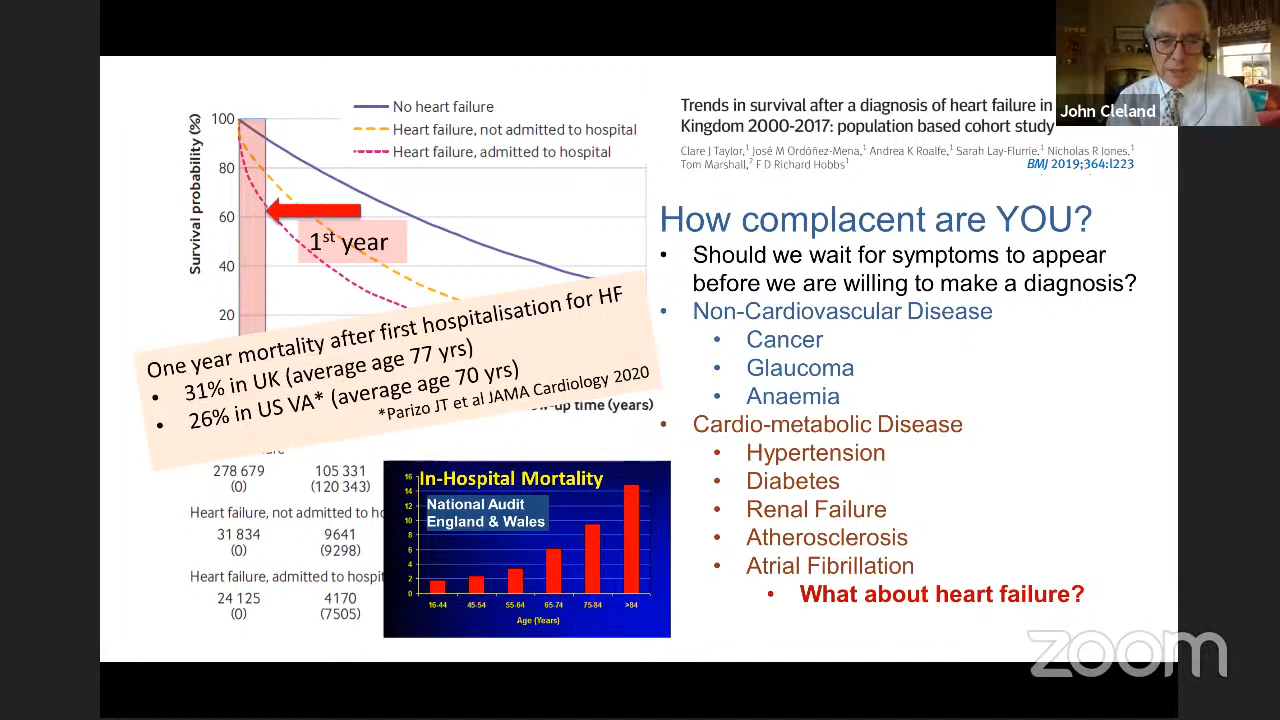 John Cleland
Survival probability (%)
100
80
60
40
20
No heart failure
Heart failure, not admitted to hospital
Heart failure, admitted to hospital
1st year
One year mortality after first hospitalisation for HF
• 31% in UK (average age 77 yrs)
• 26% in US VA* (average age 70 yrs)
*Parizo JT et al JAMA Cardiology 2020
time (years)
278 679 105 331
(0) (120 343)
Heart failure, not admitted to
31 834 9641
(0) (9298)
Heart failure, admitted to
24 125 4170
(0) (7505)
In-Hospital Mortality
National Audit
England & Wales
16
14
12
10
8
6
4
2
0
16-44 45-54 55-64 65-74 75-84 >84
Age (Years)
Trends in survival after a diagnosis of heart failure in
Kingdom 2000-2017: population based cohort study
Clare J Taylor,1 José M Ordóñez-Mena,1 Andrea K Roalfe,1 Sarah Lay-Flurrie,1 Nicholas R Jones,1
Tom Marshall,2 F D Richard Hobbs1
BMJ 2019;364:l223
How complacent are YOU?
• Should we wait for symptoms to appear
before we are willing to make a diagnosis?
• Non-Cardiovascular Disease
• Cancer
• Glaucoma
• Anaemia
• Cardio-metabolic Disease
• Hypertension
• Diabetes
• Renal Failure
• Atherosclerosis
• Atrial Fibrillation
• What about heart failure?
zoom